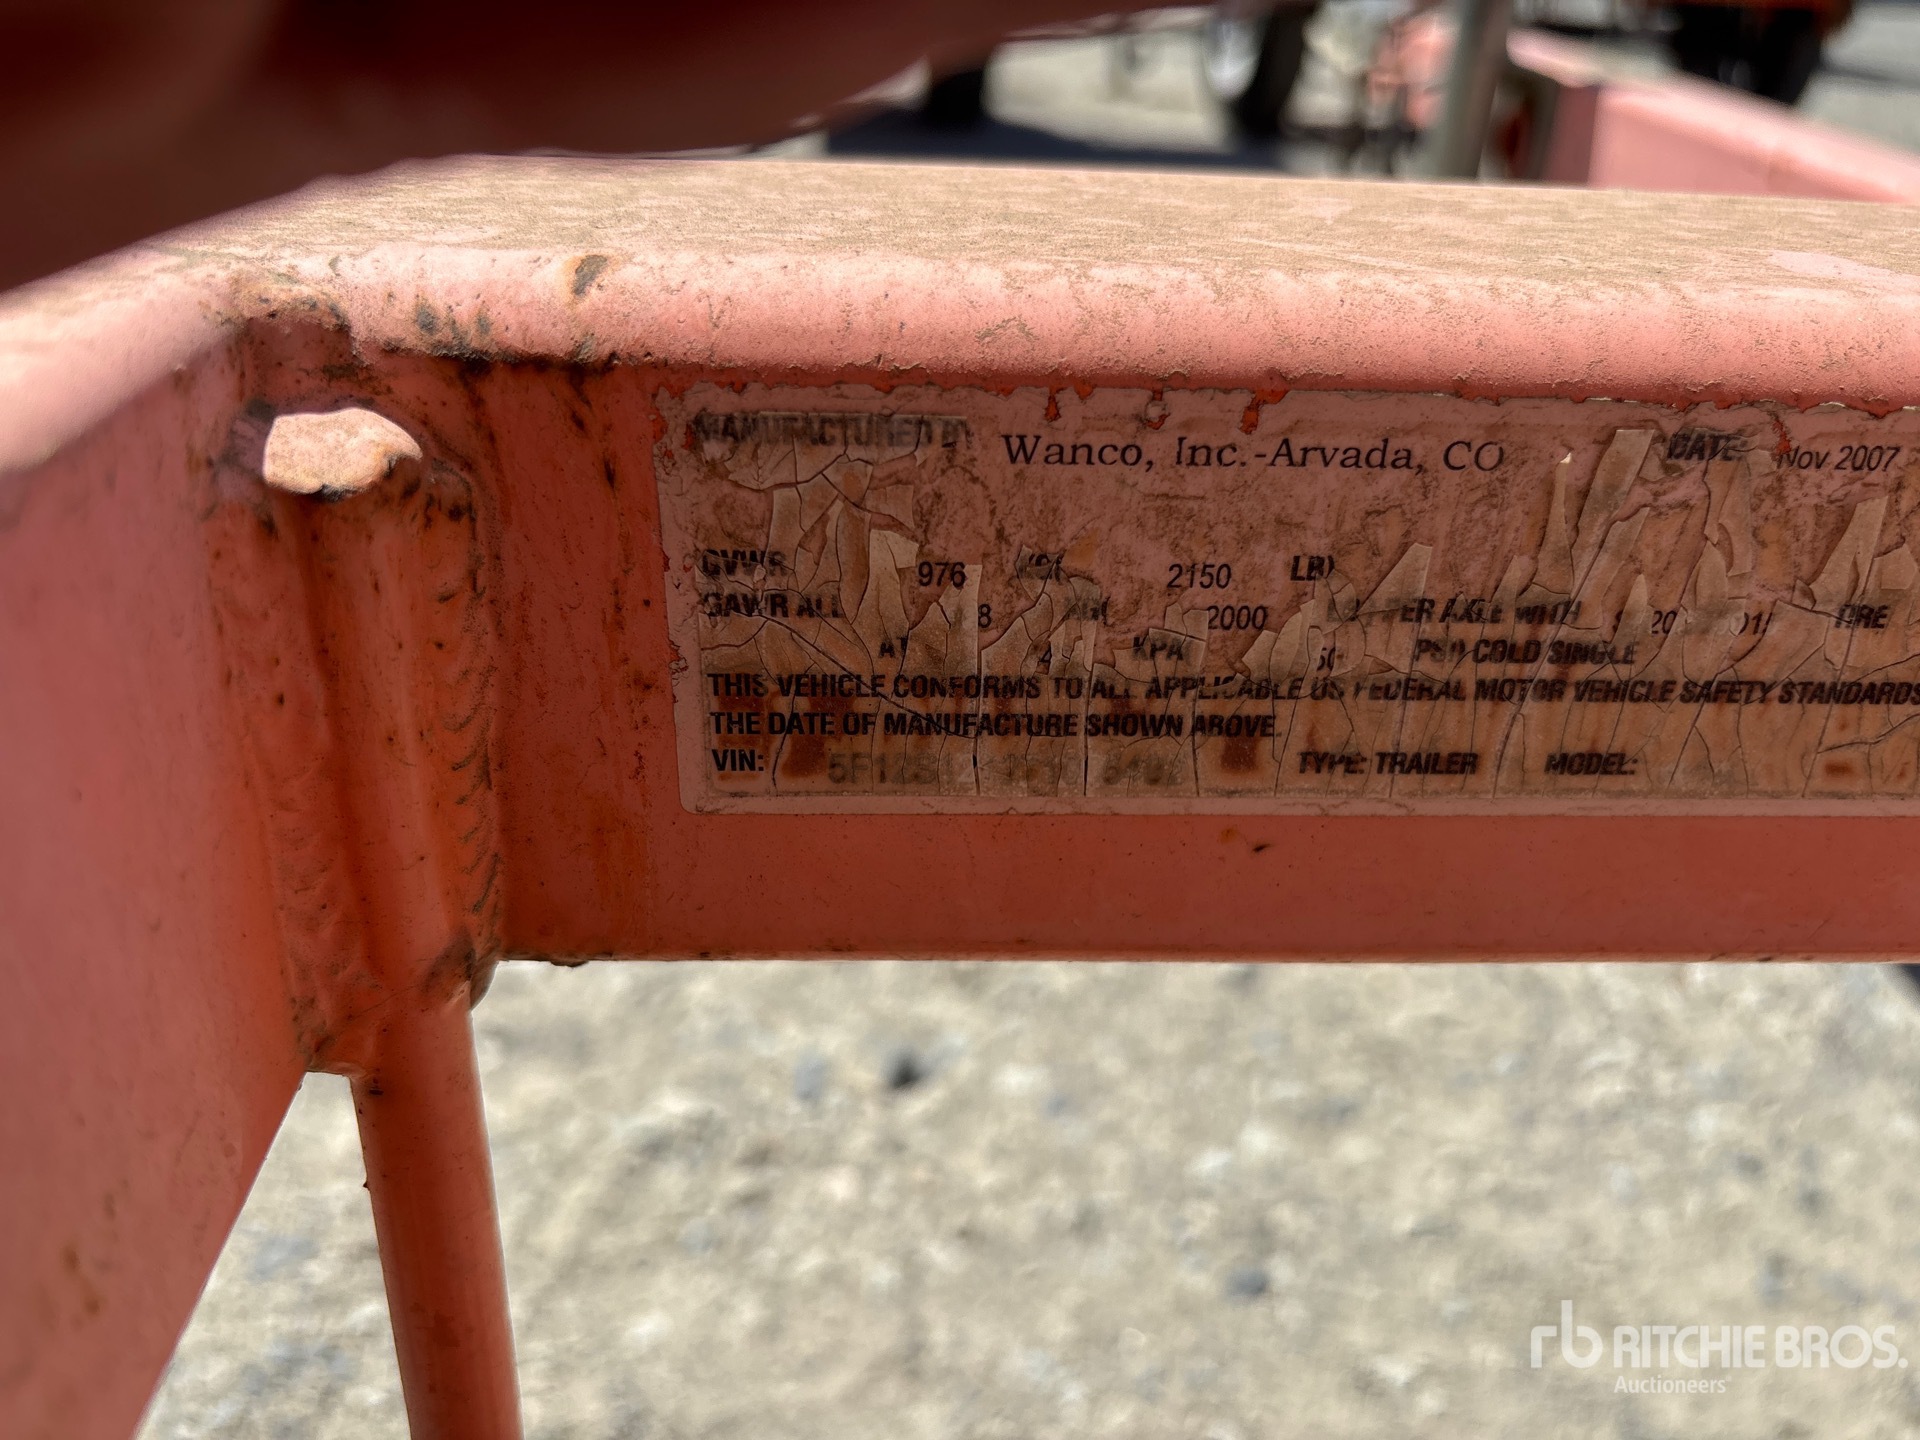 MANUFACTURED BY Wanco, Inc.-Arvada, CO DATE: Nov 2007
GVWR 976 2150 LB)
GAWR ALL 2000 PER AXLE WITH TIRE
AT KPA PSI) COLD SINGLE
THIS VEHICLE CONFORMS TO ALL APPLICABLE US FEDERAL MOTOR VEHICLE SAFETY STANDARDS
THE DATE OF MANUFACTURE SHOWN ABOVE.
VIN: TYPE: TRAILER MODEL:
rb RITCHIE BROS.
Auctioneers